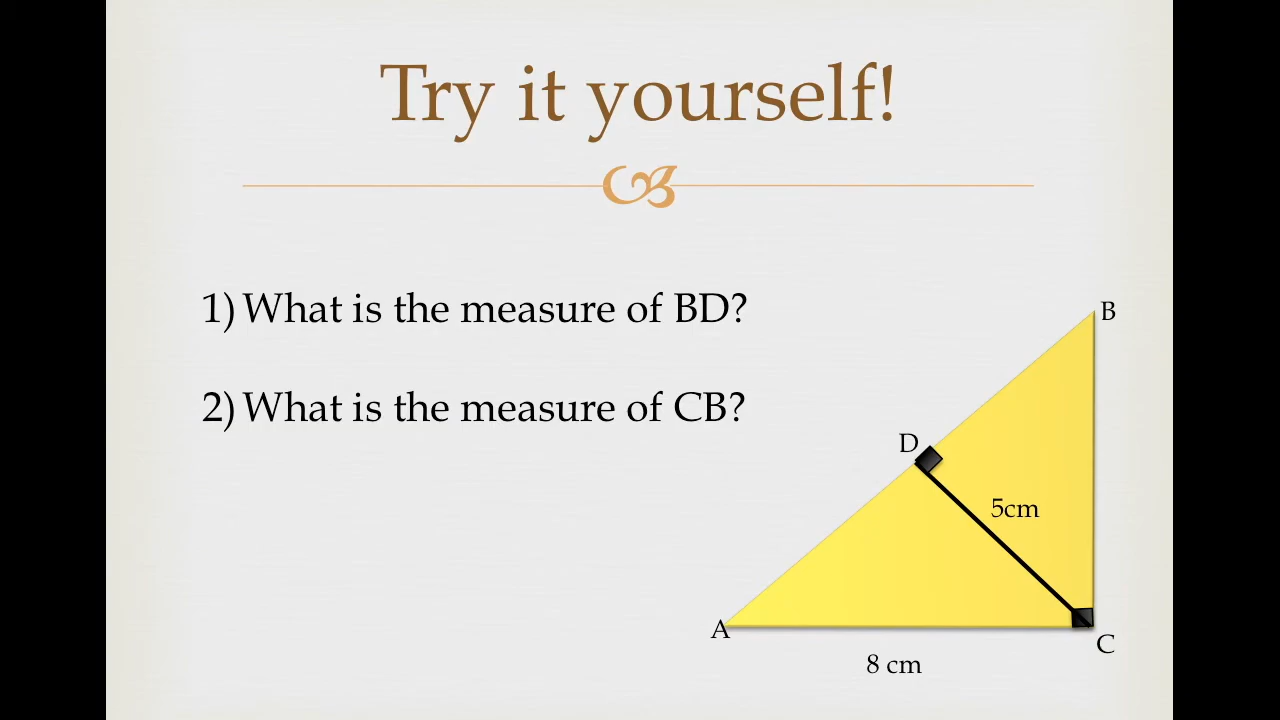 Try it yourself!
1) What is the measure of BD?
2) What is the measure of CB?
B
D
5cm
A
C
8 cm